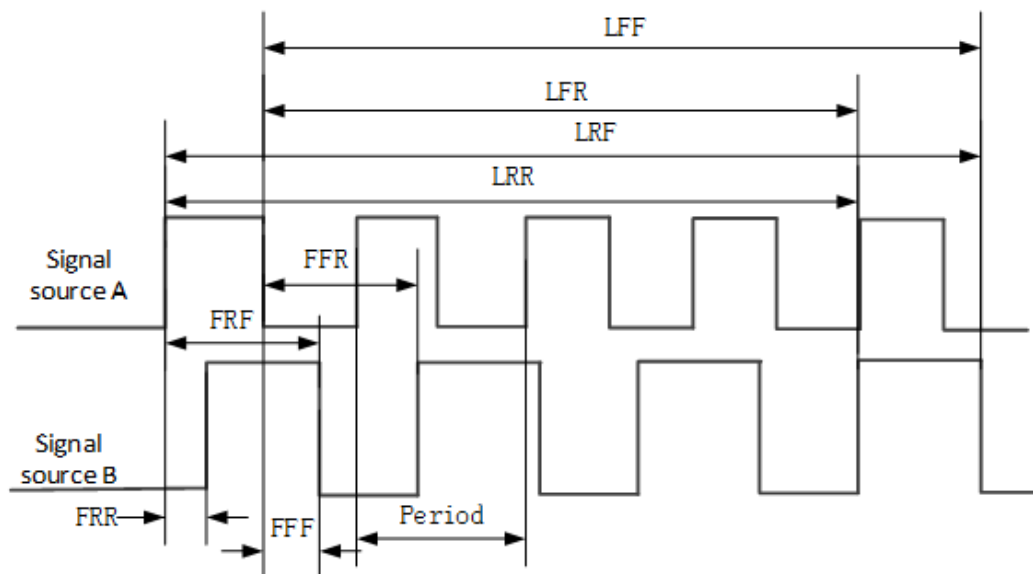 LFF
LFR
LRF
LRR
FFR
Signal
source A
FRF
Signal
source B
FRR
FFF
Period